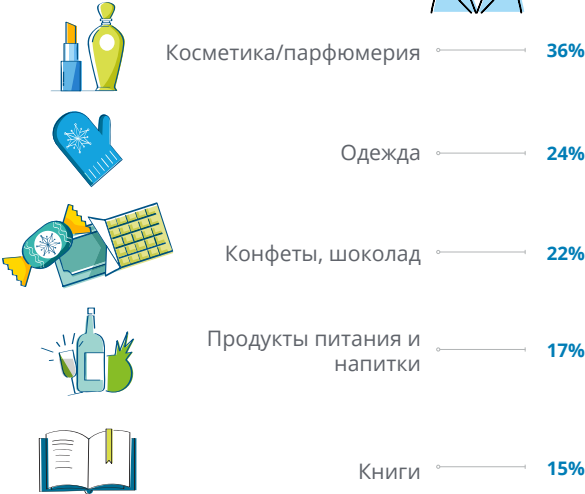 Косметика/парфюмерия 36%
Одежда 24%
Конфеты, шоколад 22%
Продукты питания и
напитки 17%
Книги 15%